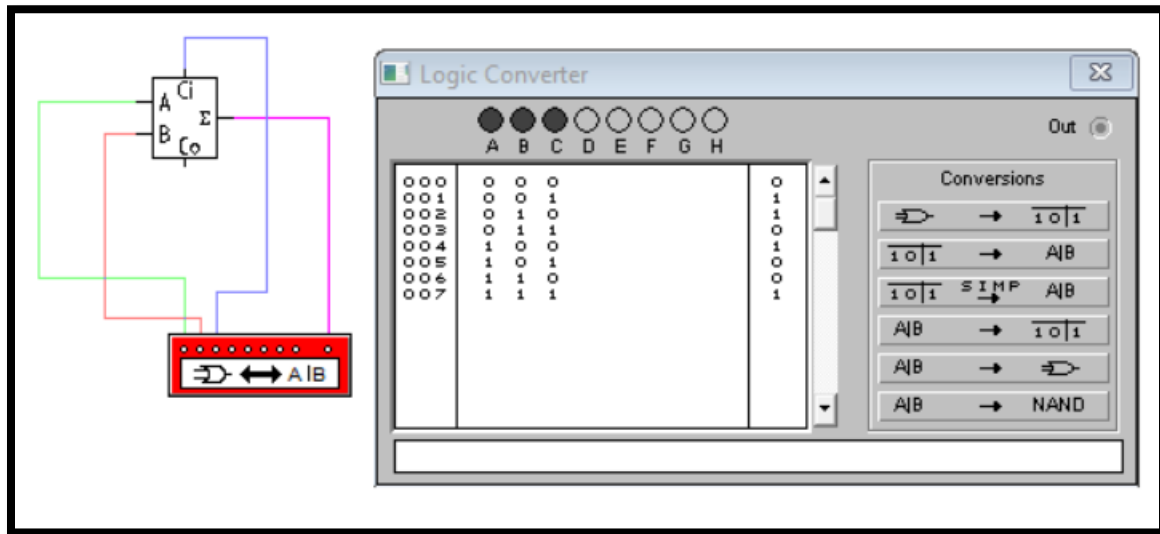 Ci
A
Σ
B
Co
A|B
Logic Converter
A B C D E F G H
Out
000 0 0 0 0
001 0 0 1 1
002 0 1 0 1
003 0 1 1 0
004 1 0 0 1
005 1 0 1 0
006 1 1 0 0
007 1 1 1 1
Conversions
→ 1 0|1
1 0|1 → A|B
1 0|1 SIMP → A|B
A|B → 1 0|1
A|B →
A|B → NAND